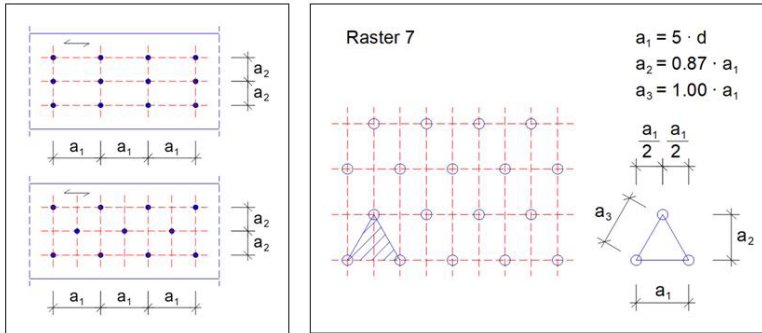 a₂
a₂
a₁ a₁ a₁
a₂
a₂
a₁ a₁ a₁
Raster 7
a₁ = 5 · d
a₂ = 0.87 · a₁
a₃ = 1.00 · a₁
a₁ a₁
2 2
a₃
a₂
a₁